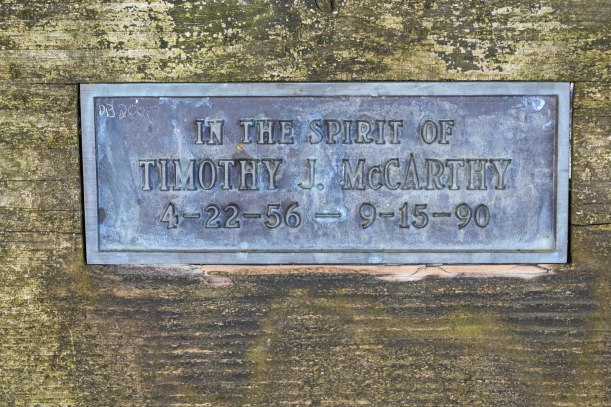 IN THE SPIRIT OF
TIMOTHY J. McCARTHY
4-22-56 — 9-15-90